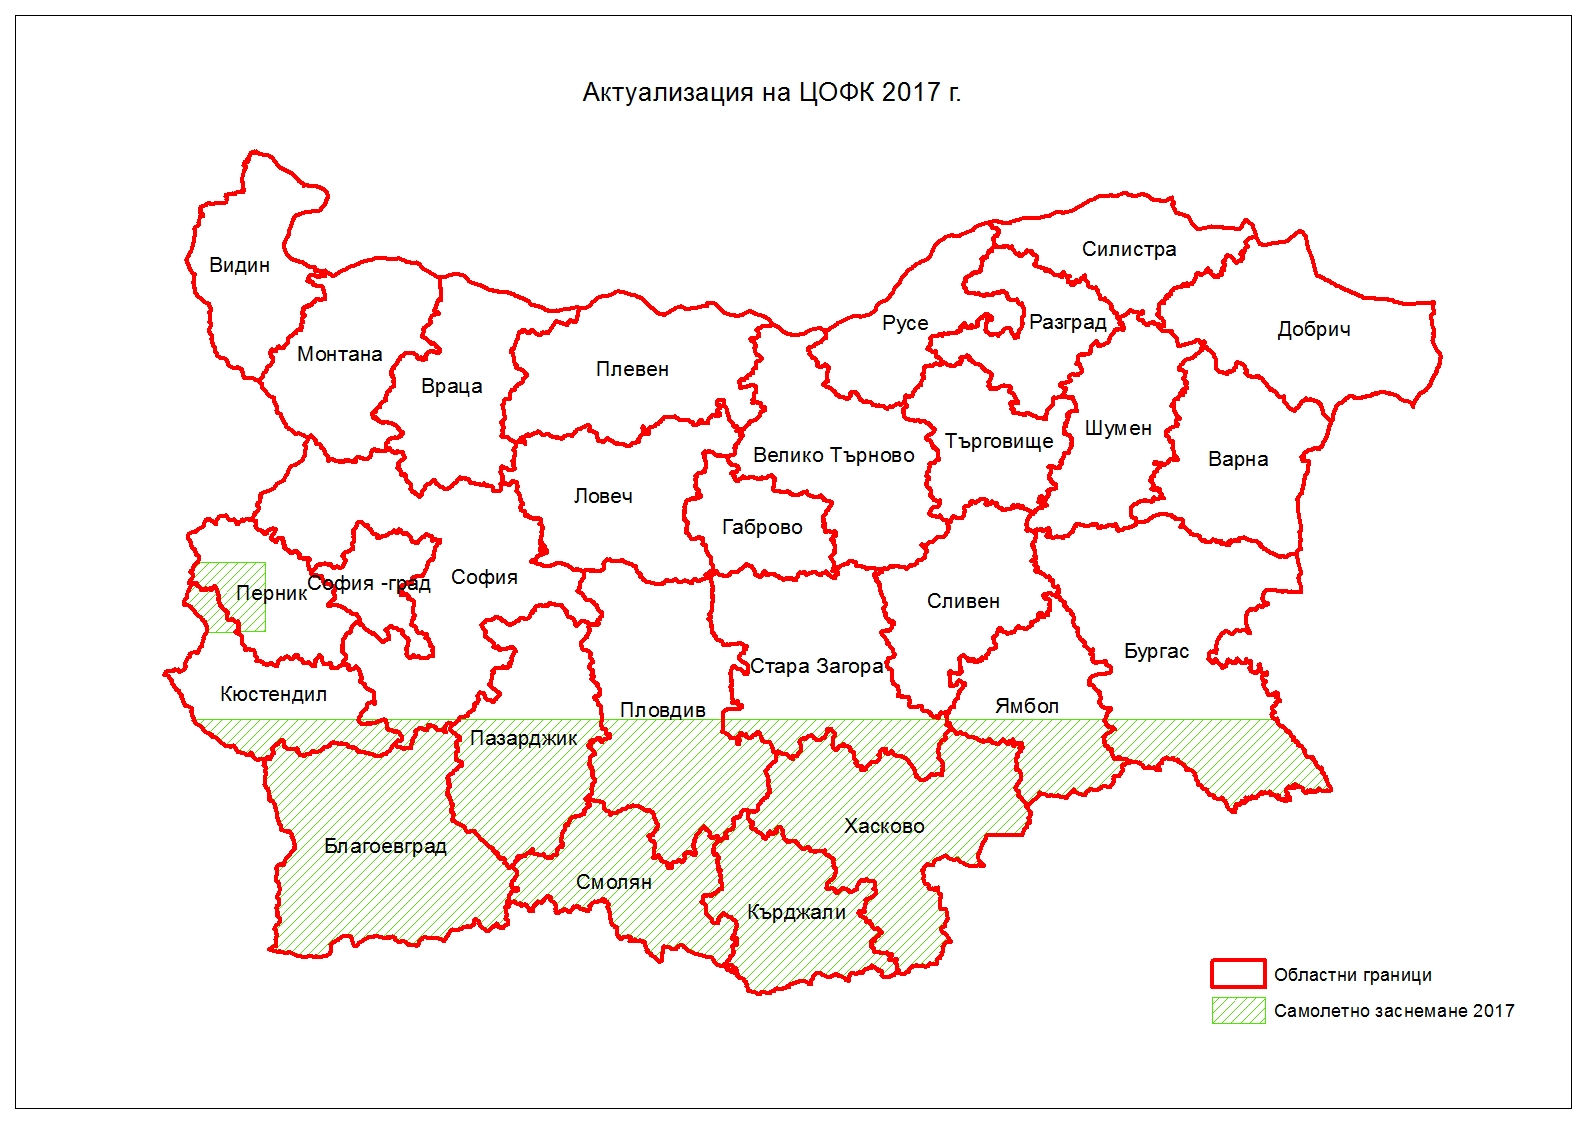 Актуализация на ЦОФК 2017 г.
Видин
Силистра
Русе
Разград
Добрич
Монтана
Плевен
Враца
Шумен
Търговище
Велико Търново
Варна
Ловеч
Габрово
София
София -град
Перник
Сливен
Бургас
Стара Загора
Кюстендил
Ямбол
Пловдив
Пазарджик
Хасково
Благоевград
Смолян
Кърджали
Областни граници
Самолетно заснемане 2017